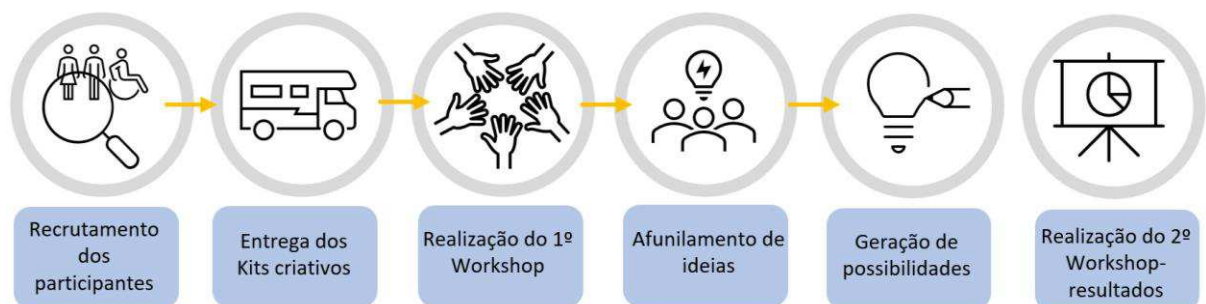 Recrutamento
dos
participantes
Entrega dos
Kits criativos
Realização do 1º
Workshop
Afunilamento de
ideias
Geração de
possibilidades
Realização do 2º
Workshop-
resultados